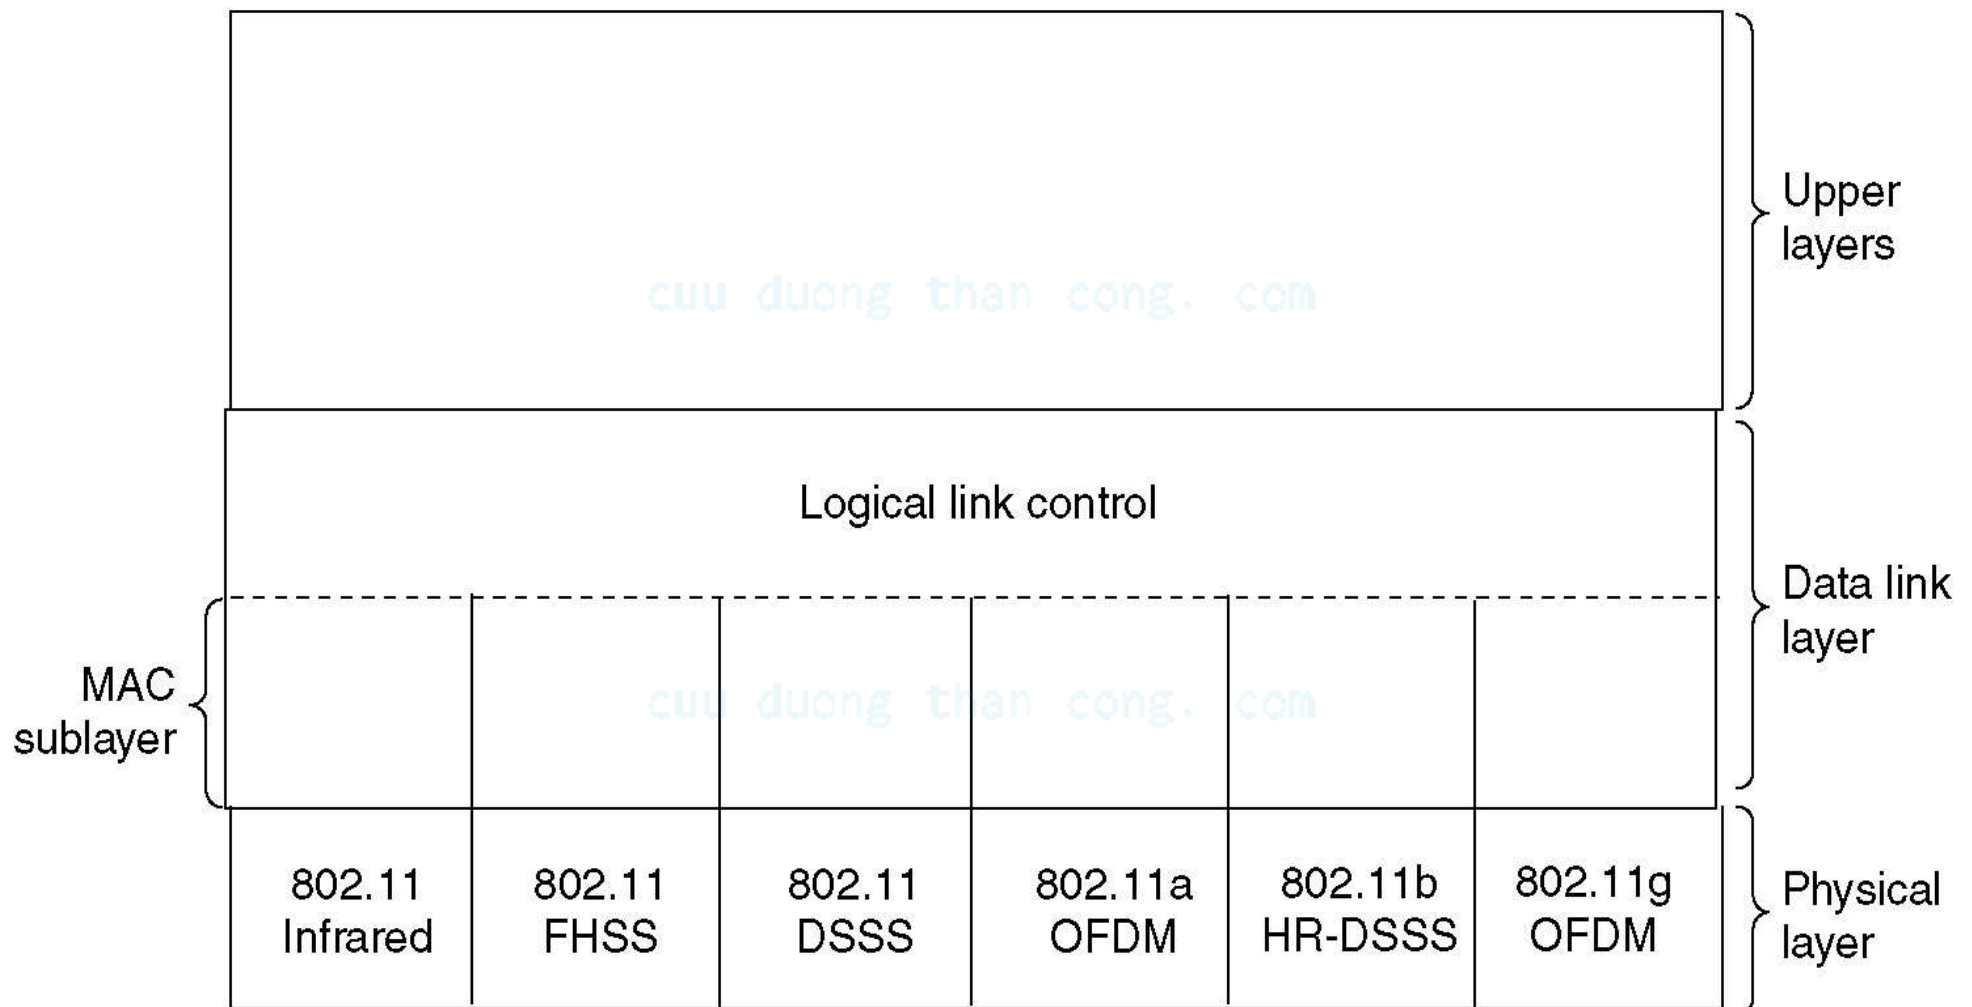 Upper
layers
cuu duong than cong. com
Logical link control
Data link
layer
MAC
sublayer
cuu duong than cong. com
802.11
Infrared
802.11
FHSS
802.11
DSSS
802.11a
OFDM
802.11b
HR-DSSS
802.11g
OFDM
Physical
layer